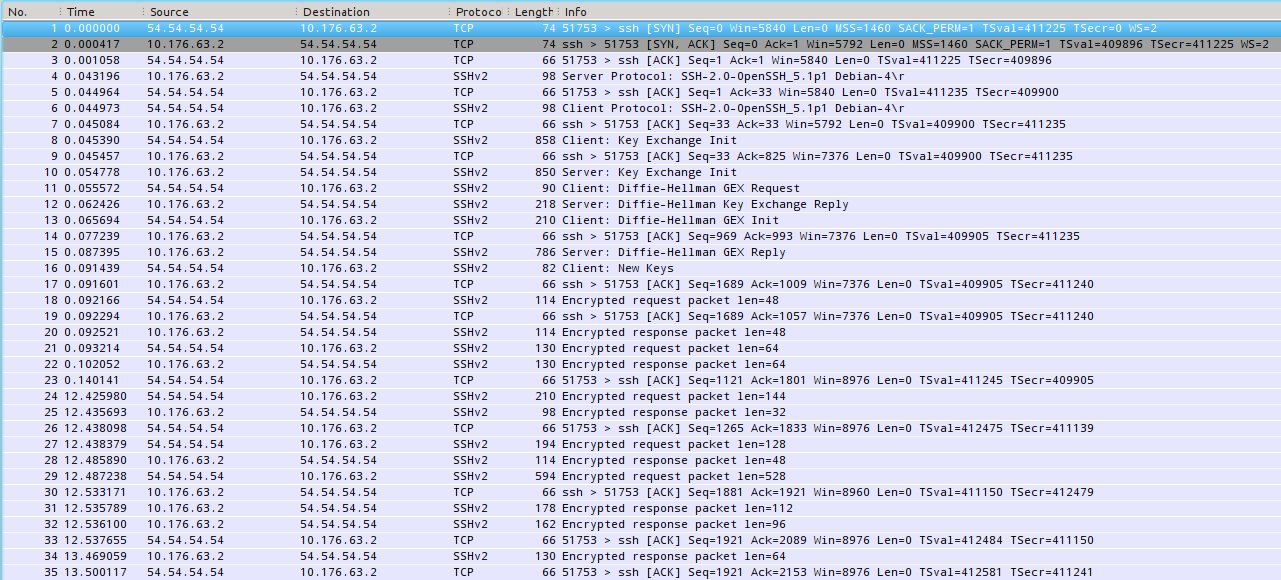 No. Time Source Destination Protoco Length Info
1 0.000000 54.54.54.54 10.176.63.2 TCP 74 51753 > ssh [SYN] Seq=0 Win=5840 Len=0 MSS=1460 SACK_PERM=1 TSval=411225 TSecr=0 WS=2
2 0.000417 10.176.63.2 54.54.54.54 TCP 74 ssh > 51753 [SYN, ACK] Seq=0 Ack=1 Win=5792 Len=0 MSS=1460 SACK_PERM=1 TSval=409896 TSecr=411225 WS=2
3 0.001058 54.54.54.54 10.176.63.2 TCP 66 51753 > ssh [ACK] Seq=1 Ack=1 Win=5840 Len=0 TSval=411225 TSecr=409896
4 0.043196 10.176.63.2 54.54.54.54 SSHv2 98 Server Protocol: SSH-2.0-OpenSSH_5.1p1 Debian-4\r
5 0.044964 54.54.54.54 10.176.63.2 TCP 66 51753 > ssh [ACK] Seq=1 Ack=33 Win=5840 Len=0 TSval=411235 TSecr=409900
6 0.044973 54.54.54.54 10.176.63.2 SSHv2 98 Client Protocol: SSH-2.0-OpenSSH_5.1p1 Debian-4\r
7 0.045084 10.176.63.2 54.54.54.54 TCP 66 ssh > 51753 [ACK] Seq=33 Ack=33 Win=5792 Len=0 TSval=409900 TSecr=411235
8 0.045390 54.54.54.54 10.176.63.2 SSHv2 858 Client: Key Exchange Init
9 0.045457 10.176.63.2 54.54.54.54 TCP 66 ssh > 51753 [ACK] Seq=33 Ack=825 Win=7376 Len=0 TSval=409900 TSecr=411235
10 0.054778 10.176.63.2 54.54.54.54 SSHv2 850 Server: Key Exchange Init
11 0.055572 54.54.54.54 10.176.63.2 SSHv2 90 Client: Diffie-Hellman GEX Request
12 0.062426 10.176.63.2 54.54.54.54 SSHv2 218 Server: Diffie-Hellman Key Exchange Reply
13 0.065694 54.54.54.54 10.176.63.2 SSHv2 210 Client: Diffie-Hellman GEX Init
14 0.077239 10.176.63.2 54.54.54.54 TCP 66 ssh > 51753 [ACK] Seq=969 Ack=993 Win=7376 Len=0 TSval=409905 TSecr=411235
15 0.087395 10.176.63.2 54.54.54.54 SSHv2 786 Server: Diffie-Hellman GEX Reply
16 0.091439 54.54.54.54 10.176.63.2 SSHv2 82 Client: New Keys
17 0.091601 10.176.63.2 54.54.54.54 TCP 66 ssh > 51753 [ACK] Seq=1689 Ack=1009 Win=7376 Len=0 TSval=409905 TSecr=411240
18 0.092166 54.54.54.54 10.176.63.2 SSHv2 114 Encrypted request packet len=48
19 0.092294 10.176.63.2 54.54.54.54 TCP 66 ssh > 51753 [ACK] Seq=1689 Ack=1057 Win=7376 Len=0 TSval=409905 TSecr=411240
20 0.092521 10.176.63.2 54.54.54.54 SSHv2 114 Encrypted response packet len=48
21 0.093214 54.54.54.54 10.176.63.2 SSHv2 130 Encrypted request packet len=64
22 0.102052 10.176.63.2 54.54.54.54 SSHv2 130 Encrypted response packet len=64
23 0.140141 54.54.54.54 10.176.63.2 TCP 66 51753 > ssh [ACK] Seq=1121 Ack=1801 Win=8976 Len=0 TSval=411245 TSecr=409905
24 12.425980 54.54.54.54 10.176.63.2 SSHv2 210 Encrypted request packet len=144
25 12.435693 10.176.63.2 54.54.54.54 SSHv2 98 Encrypted response packet len=32
26 12.438098 54.54.54.54 10.176.63.2 TCP 66 51753 > ssh [ACK] Seq=1265 Ack=1833 Win=8976 Len=0 TSval=412475 TSecr=411139
27 12.438379 54.54.54.54 10.176.63.2 SSHv2 194 Encrypted request packet len=128
28 12.485890 10.176.63.2 54.54.54.54 SSHv2 114 Encrypted response packet len=48
29 12.487238 54.54.54.54 10.176.63.2 SSHv2 594 Encrypted request packet len=528
30 12.533171 10.176.63.2 54.54.54.54 TCP 66 ssh > 51753 [ACK] Seq=1881 Ack=1921 Win=8960 Len=0 TSval=411150 TSecr=412479
31 12.535789 10.176.63.2 54.54.54.54 SSHv2 178 Encrypted response packet len=112
32 12.536100 10.176.63.2 54.54.54.54 SSHv2 162 Encrypted response packet len=96
33 12.537655 54.54.54.54 10.176.63.2 TCP 66 51753 > ssh [ACK] Seq=1921 Ack=2089 Win=8976 Len=0 TSval=412484 TSecr=411150
34 13.469059 10.176.63.2 54.54.54.54 SSHv2 130 Encrypted response packet len=64
35 13.500117 54.54.54.54 10.176.63.2 TCP 66 51753 > ssh [ACK] Seq=1921 Ack=2153 Win=8976 Len=0 TSval=412581 TSecr=411241